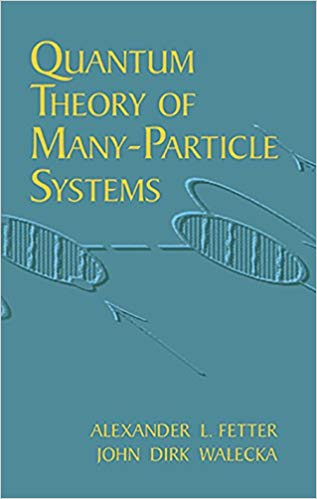 QUANTUM
THEORY OF
MANY-PARTICLE
SYSTEMS
ALEXANDER L. FETTER
JOHN DIRK WALECKA